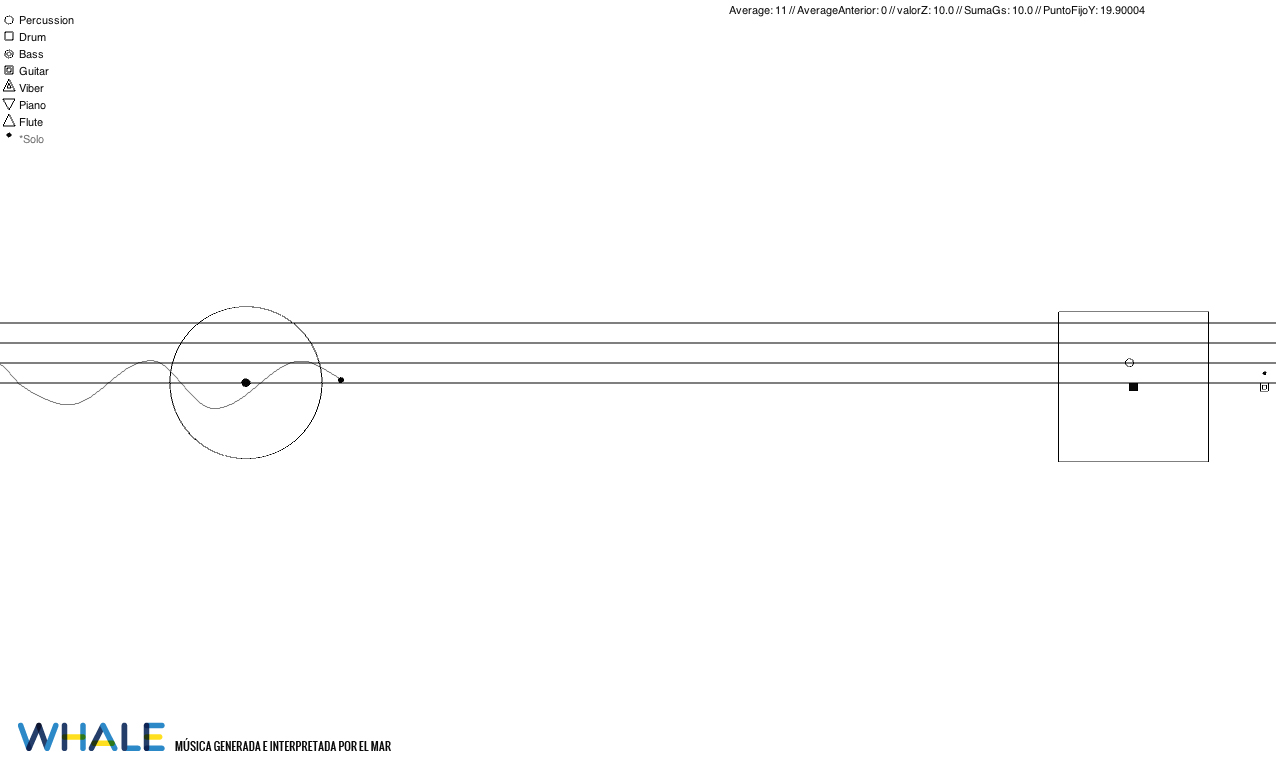 Average: 11 // AverageAnterior: 0 // valorZ: 10.0 // SumaGs: 10.0 // PuntoFijoY: 19.90004
Percussion
Drum
Bass
Guitar
Viber
Piano
Flute
*Solo
WHALE MÚSICA GENERADA E INTERPRETADA POR EL MAR